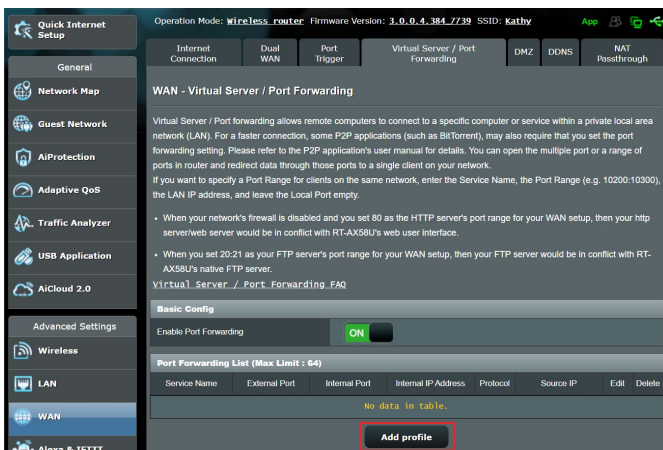 Quick Internet
Setup
General
Network Map
Guest Network
AiProtection
Adaptive QoS
Traffic Analyzer
USB Application
AiCloud 2.0
Advanced Settings
Wireless
LAN
WAN
Alexa & IFTTT
Operation Mode: Wireless router Firmware Version: 3.0.0.4.384_7739 SSID: Kathy App
Internet
Connection
Dual
WAN
Port
Trigger
Virtual Server / Port
Forwarding
DMZ
DDNS
NAT
Passthrough
WAN - Virtual Server / Port Forwarding
Virtual Server / Port forwarding allows remote computers to connect to a specific computer or service within a private local area
network (LAN). For a faster connection, some P2P applications (such as BitTorrent), may also require that you set the port
forwarding setting. Please refer to the P2P application's user manual for details. You can open the multiple port or a range of
ports in router and redirect data through those ports to a single client on your network.
If you want to specify a Port Range for clients on the same network, enter the Service Name, the Port Range (e.g. 10200:10300),
the LAN IP address, and leave the Local Port empty.
• When your network's firewall is disabled and you set 80 as the HTTP server's port range for your WAN setup, then your http
server/web server would be in conflict with RT-AX58U's web user interface.
• When you set 20:21 as your FTP server's port range for your WAN setup, then your FTP server would be in conflict with RT-
AX58U's native FTP server.
Virtual Server / Port Forwarding FAQ
Basic Config
Enable Port Forwarding ON
Port Forwarding List (Max Limit : 64)
Service Name External Port Internal Port Internal IP Address Protocol Source IP Edit Delete
No data in table.
Add profile